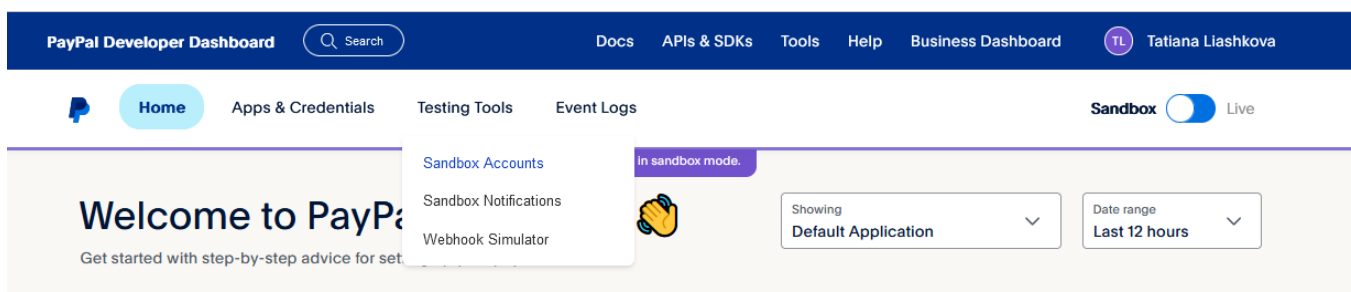 PayPal Developer Dashboard Search Docs APIs & SDKs Tools Help Business Dashboard TL Tatiana Liashkova
Home Apps & Credentials Testing Tools Event Logs Sandbox Live
Sandbox Accounts
in sandbox mode.
Sandbox Notifications
Webhook Simulator
Welcome to PayPa
Get started with step-by-step advice for set
Showing
Default Application
Date range
Last 12 hours